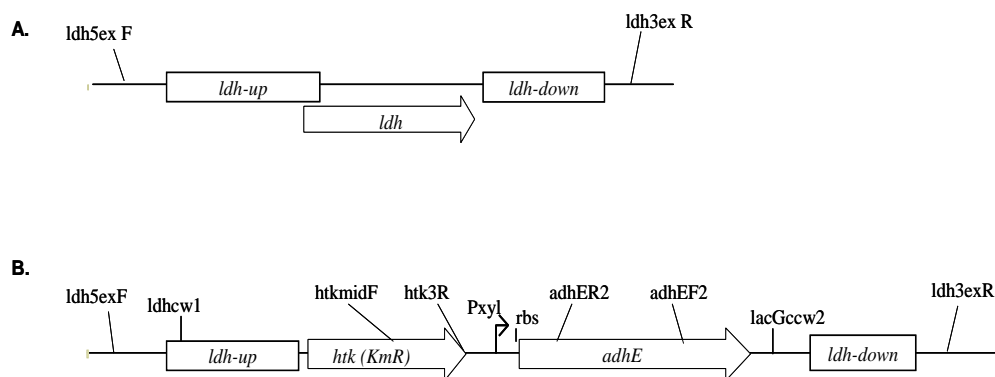 A.
ldh5ex F
ldh3ex R
ldh-up
ldh-down
ldh
B.
ldh5exF
ldhcw1
htkmidF
htk3R
Pxyl
rbs
adhER2
adhEF2
lacGccw2
ldh3exR
ldh-up
htk (KmR)
adhE
ldh-down